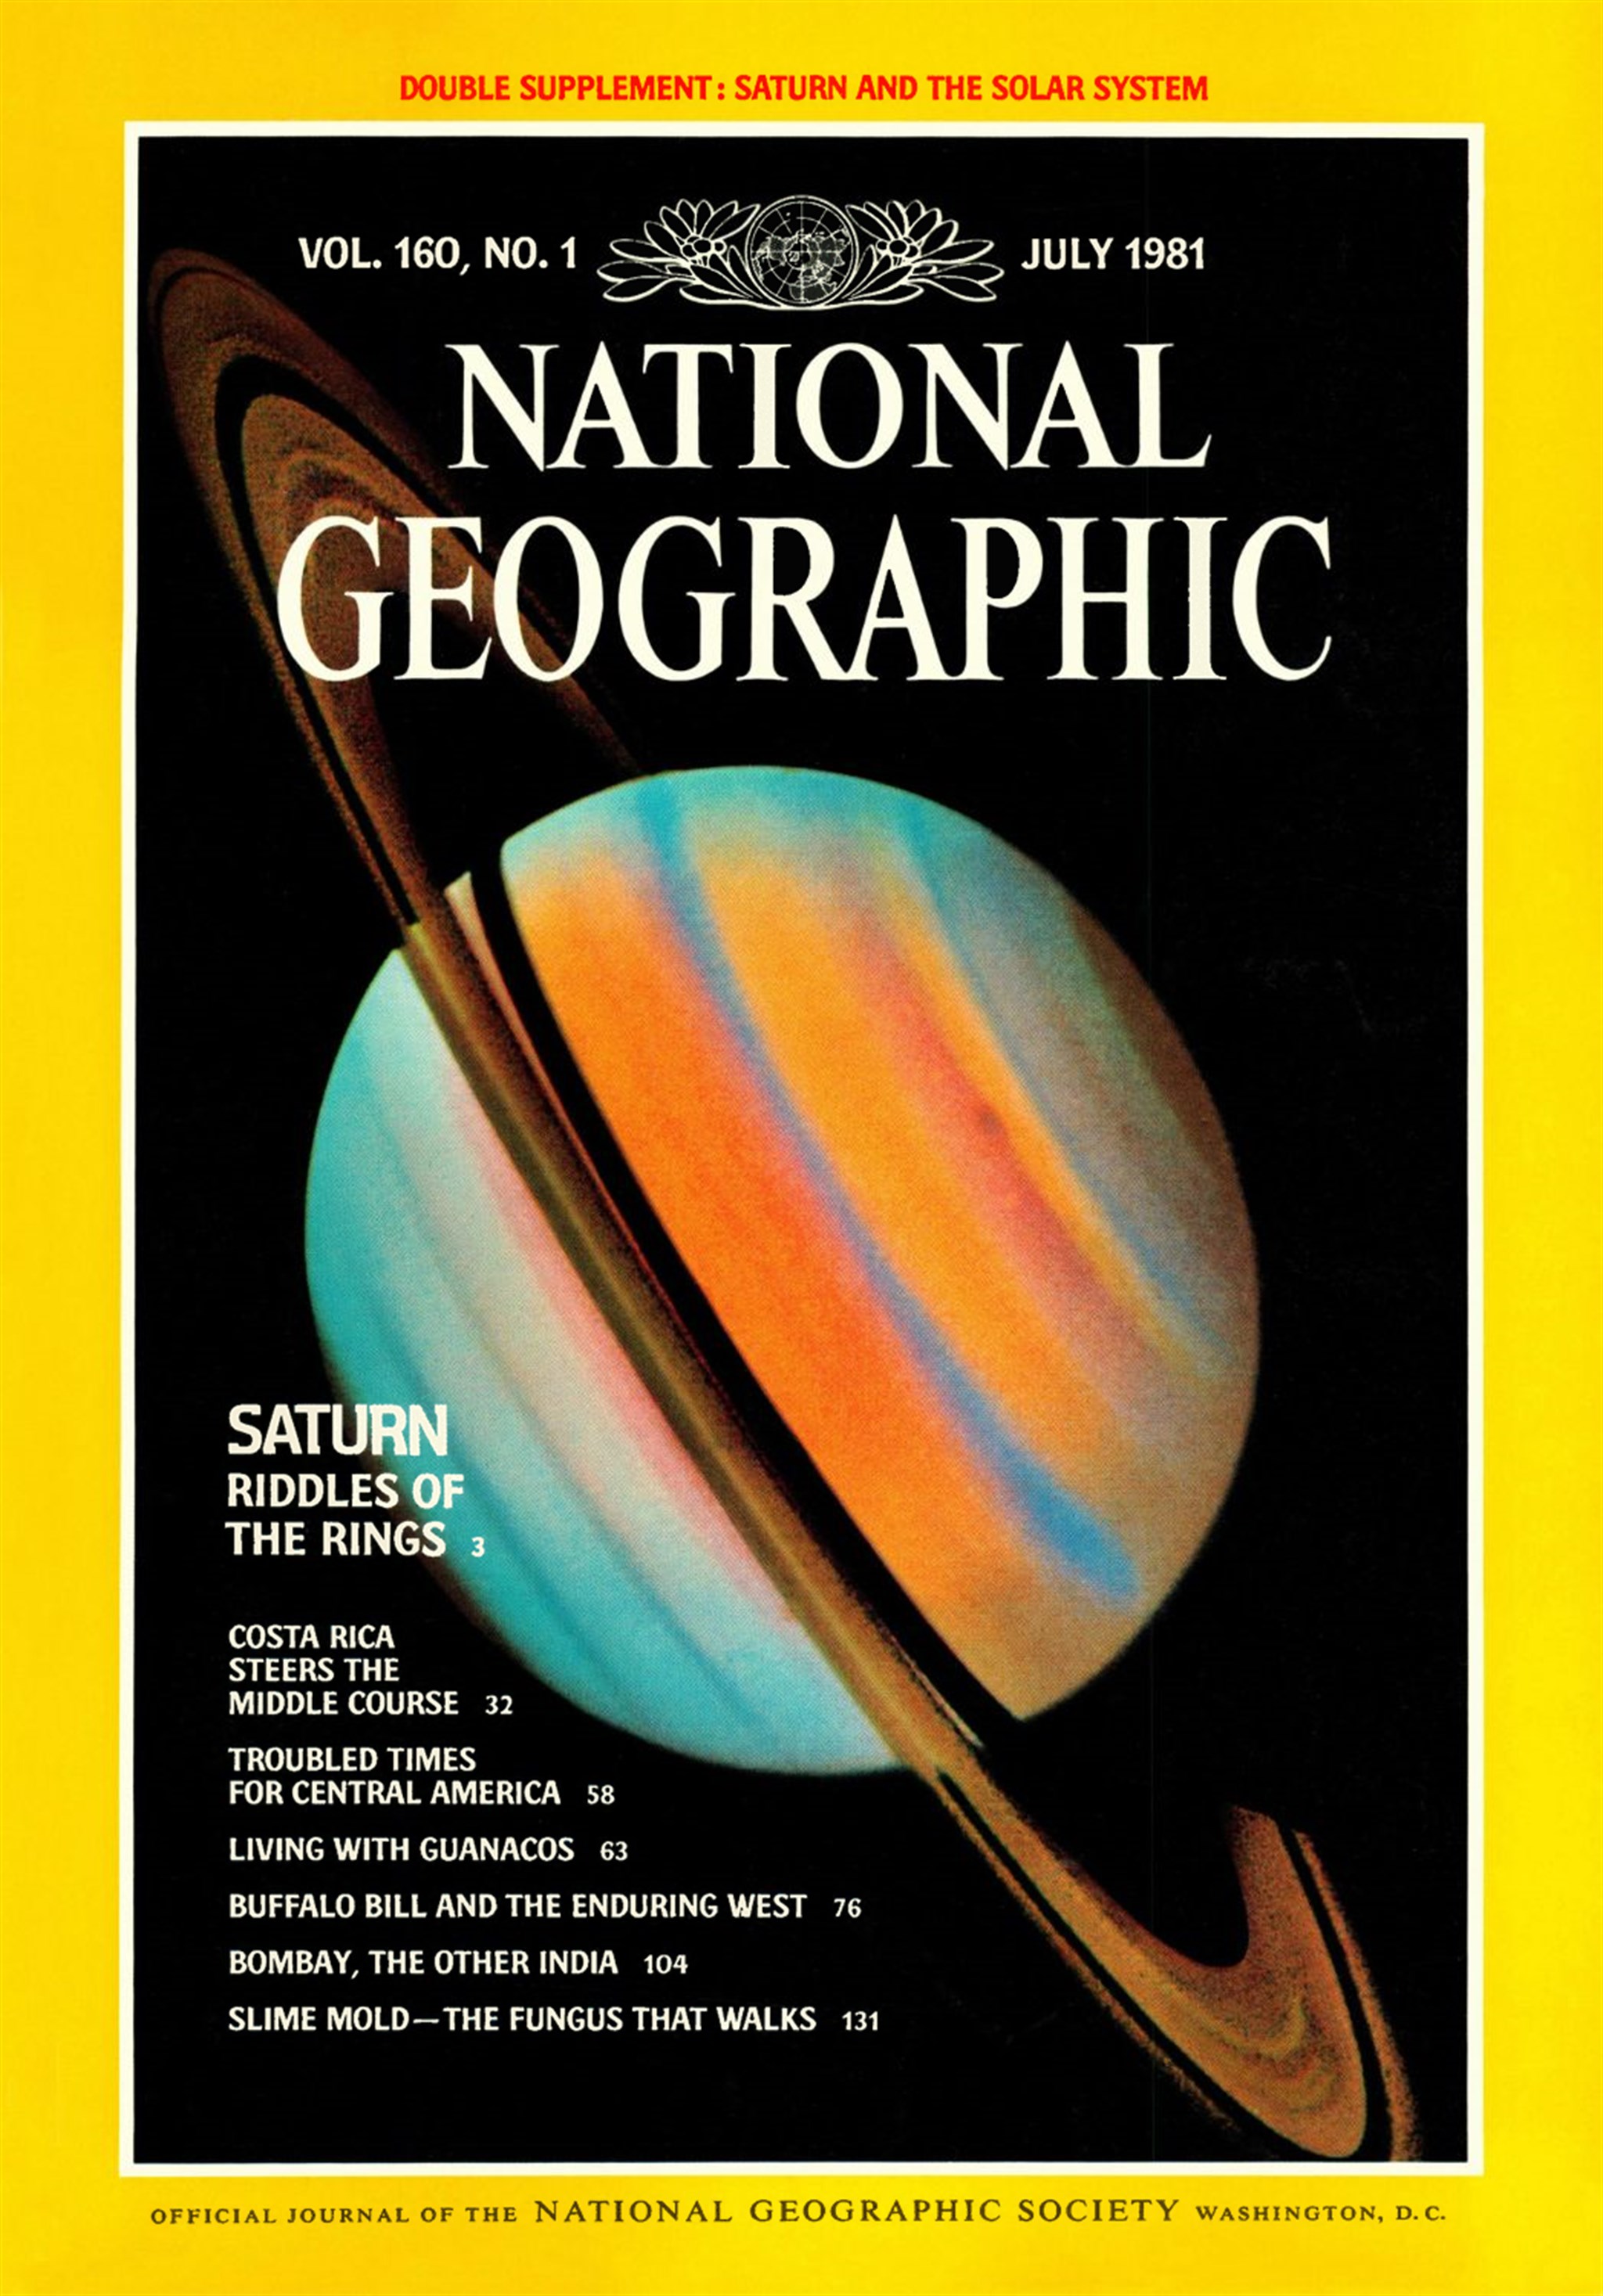 DOUBLE SUPPLEMENT: SATURN AND THE SOLAR SYSTEM
VOL. 160, NO. 1 JULY 1981
NATIONAL
GEOGRAPHIC
SATURN
RIDDLES OF
THE RINGS 3
COSTA RICA
STEERS THE
MIDDLE COURSE 32
TROUBLED TIMES
FOR CENTRAL AMERICA 58
LIVING WITH GUANACOS 63
BUFFALO BILL AND THE ENDURING WEST 76
BOMBAY, THE OTHER INDIA 104
SLIME MOLD—THE FUNGUS THAT WALKS 131
OFFICIAL JOURNAL OF THE NATIONAL GEOGRAPHIC SOCIETY WASHINGTON, D.C.